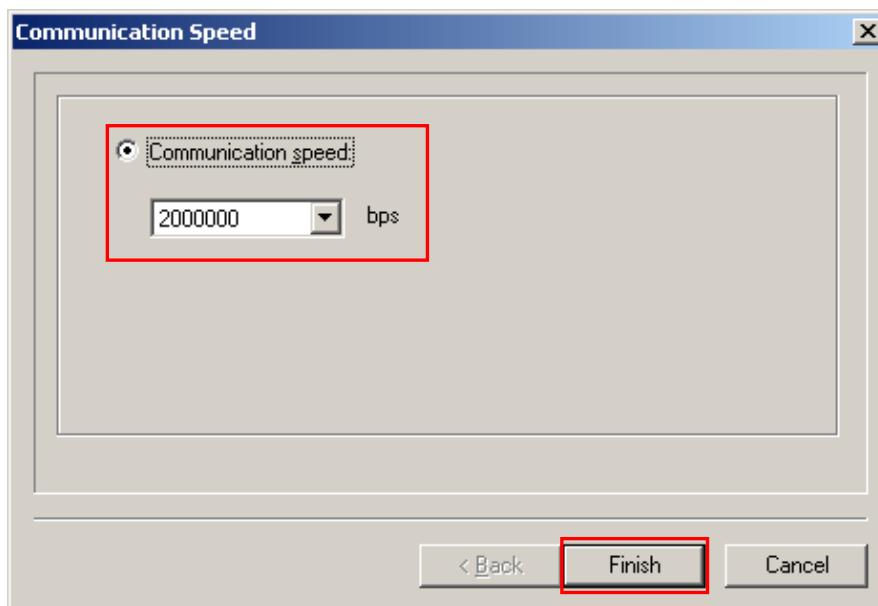 Communication Speed
Communication speed:
2000000 bps
< Back Finish Cancel